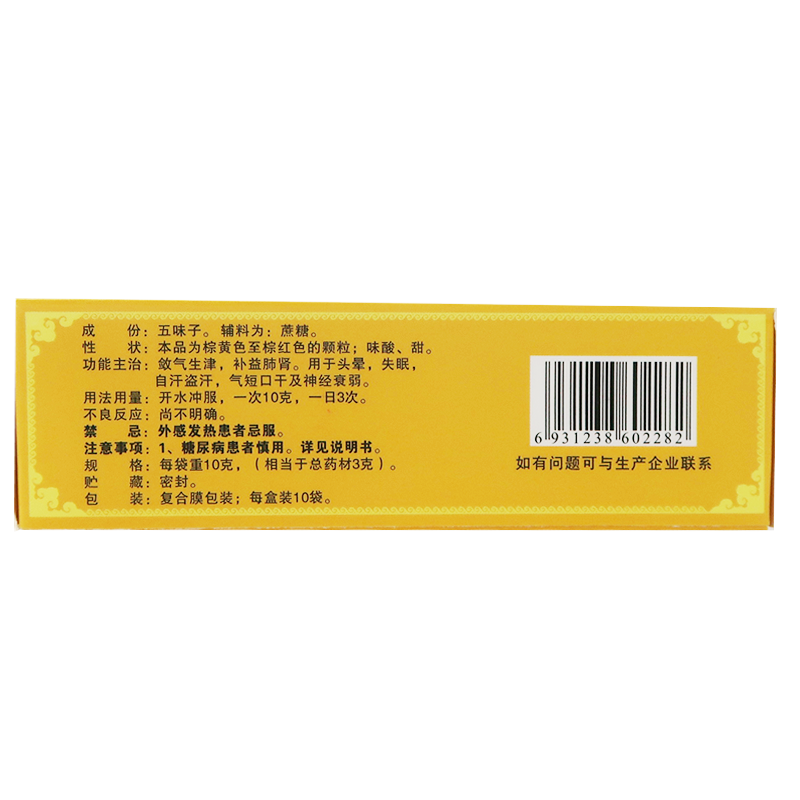 成 份：五味子。辅料为：蔗糖。
性 状：本品为棕黄色至棕红色的颗粒；味酸、甜。
功能主治：敛气生津，补益肺肾。用于头晕，失眠，
自汗盗汗，气短口干及神经衰弱。
用法用量：开水冲服，一次10克，一日3次。
不良反应：尚不明确。
禁 忌：外感发热患者忌服。
注意事项：1、糖尿病患者慎用。详见说明书。
规 格：每袋重10克，（相当于总药材3克）。
贮 藏：密封。
包 装：复合膜包装；每盒装10袋。
6 931238 602282
如有问题可与生产企业联系